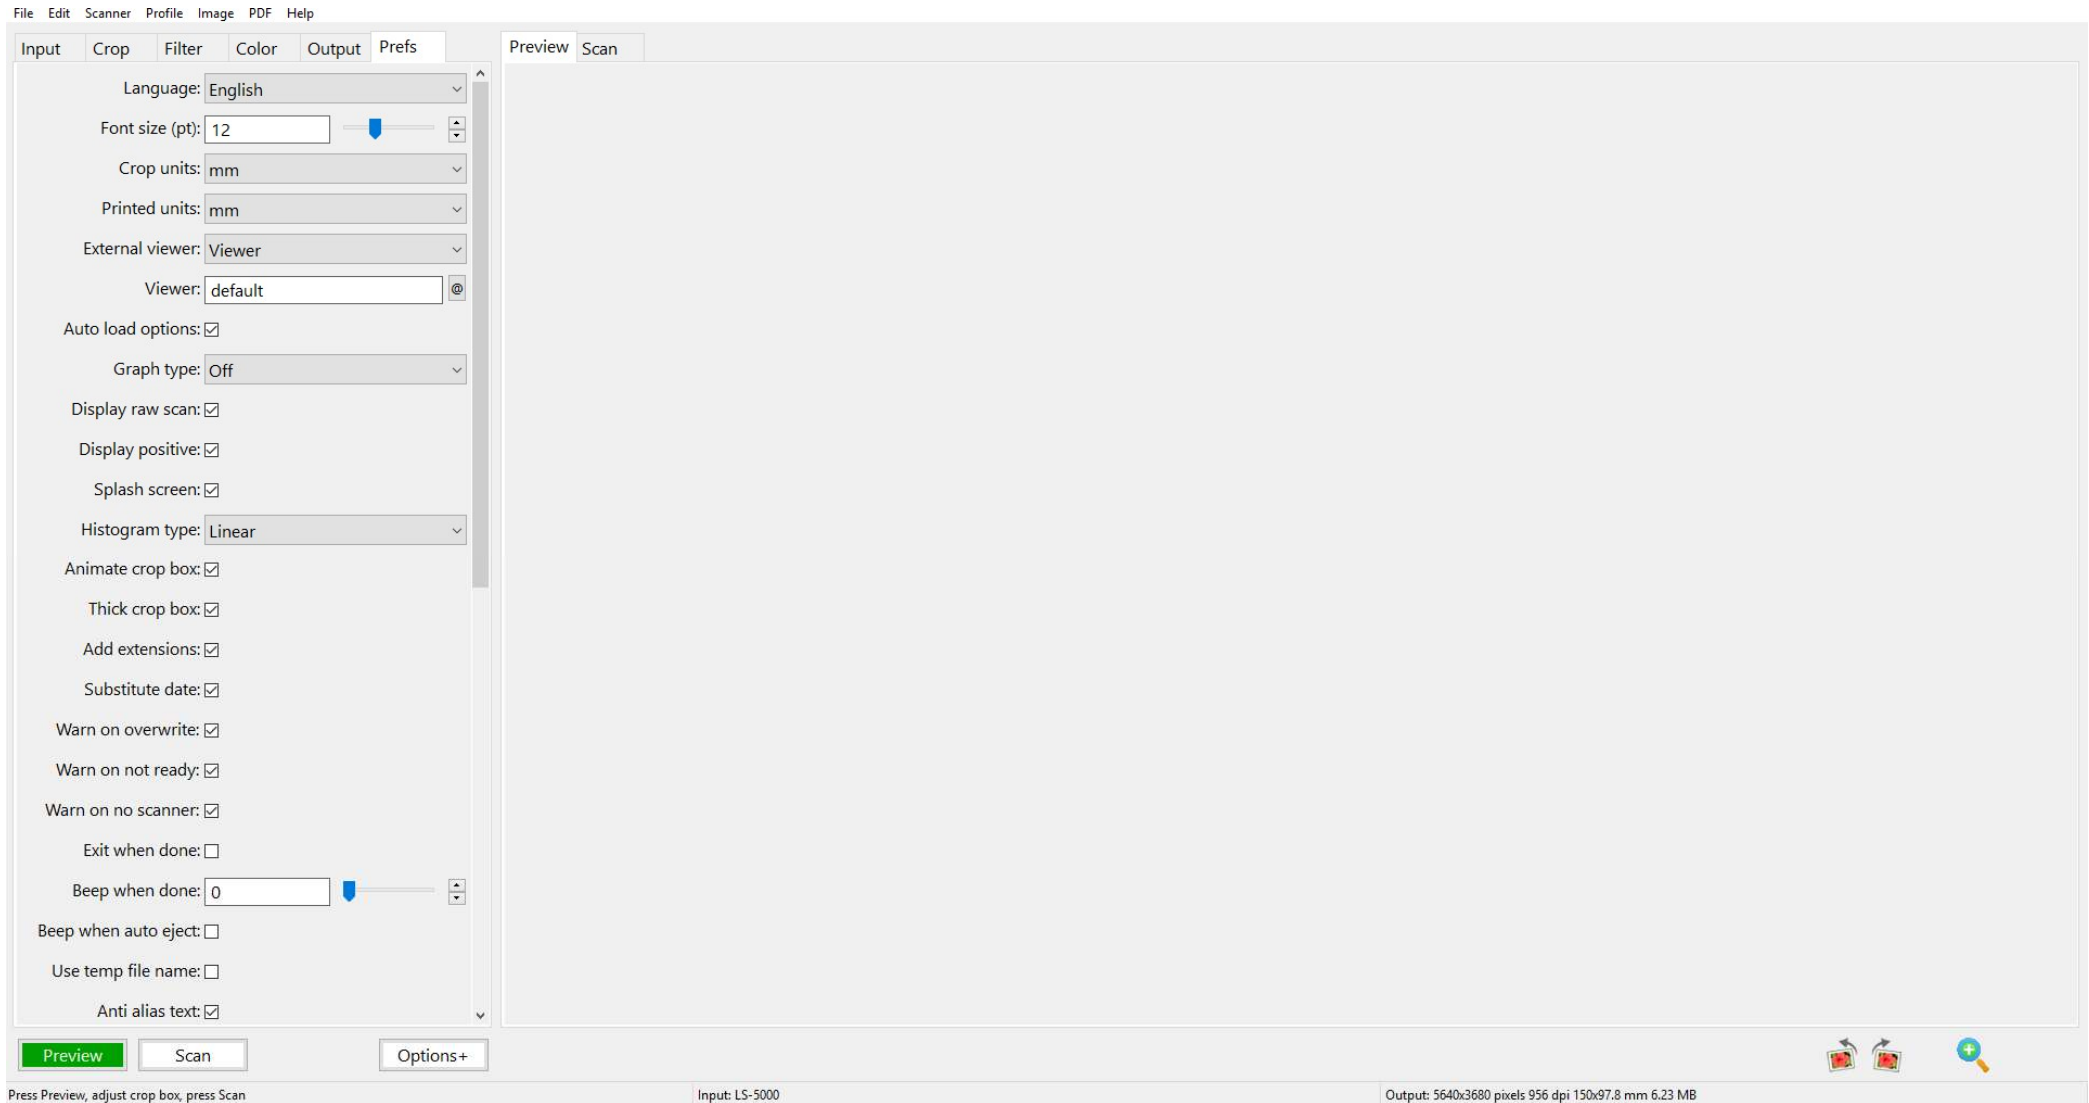 File Edit Scanner Profile Image PDF Help
Input Crop Filter Color Output Prefs Preview Scan
Language: English
Font size (pt): 12
Crop units: mm
Printed units: mm
External viewer: Viewer
Viewer: default @
Auto load options:
Graph type: Off
Display raw scan:
Display positive:
Splash screen:
Histogram type: Linear
Animate crop box:
Thick crop box:
Add extensions:
Substitute date:
Warn on overwrite:
Warn on not ready:
Warn on no scanner:
Exit when done:
Beep when done: 0
Beep when auto eject:
Use temp file name:
Anti alias text:
Preview Scan Options+
Press Preview, adjust crop box, press Scan Input: LS-5000 Output: 5640x3680 pixels 956 dpi 150x97.8 mm 6.23 MB